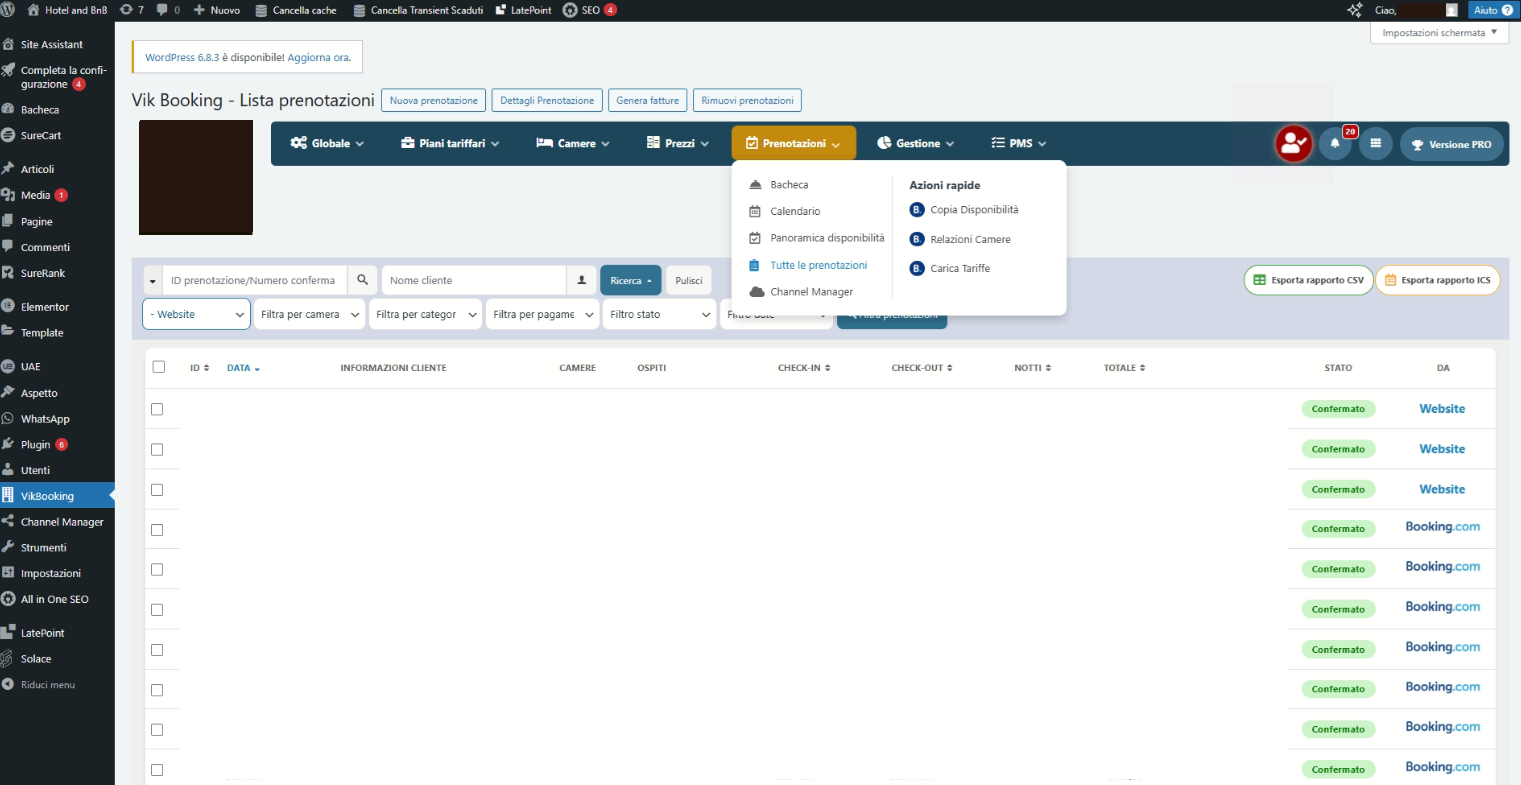 Hotel and BnB 7 0 Nuovo Cancella cache Cancella Transient Scaduti LatePoint SEO 4 Ciao, Aiuto ?
Impostazioni schermata
Site Assistant
Completa la confi-
gurazione 4
Bacheca
SureCart
Articoli
Media 1
Pagine
Commenti
SureRank
Elementor
Template
UAE
Aspetto
WhatsApp
Plugin 6
Utenti
VikBooking
Channel Manager
Strumenti
Impostazioni
All in One SEO
LatePoint
Solace
Riduci menu
WordPress 6.8.3 è disponibile! Aggiorna ora.
Vik Booking - Lista prenotazioni Nuova prenotazione Dettagli Prenotazione Genera fatture Rimuovi prenotazioni
Globale Piani tariffari Camere Prezzi Prenotazioni Gestione PMS 20 Versione PRO
Bacheca
Calendario
Panoramica disponibilità
Tutte le prenotazioni
Channel Manager
Azioni rapide
B. Copia Disponibilità
B. Relazioni Camere
B. Carica Tariffe
ID prenotazione/Numero conferma Nome cliente Ricerca Pulisci Esporta rapporto CSV Esporta rapporto ICS
- Website Filtra per camera Filtra per categor Filtra per pagame Filtro stato Filtro date Filtra prenotazioni
ID DATA INFORMAZIONI CLIENTE CAMERE OSPITI CHECK-IN CHECK-OUT NOTTI TOTALE STATO DA
Confermato Website
Confermato Website
Confermato Website
Confermato Booking.com
Confermato Booking.com
Confermato Booking.com
Confermato Booking.com
Confermato Booking.com
Confermato Booking.com
Confermato Booking.com